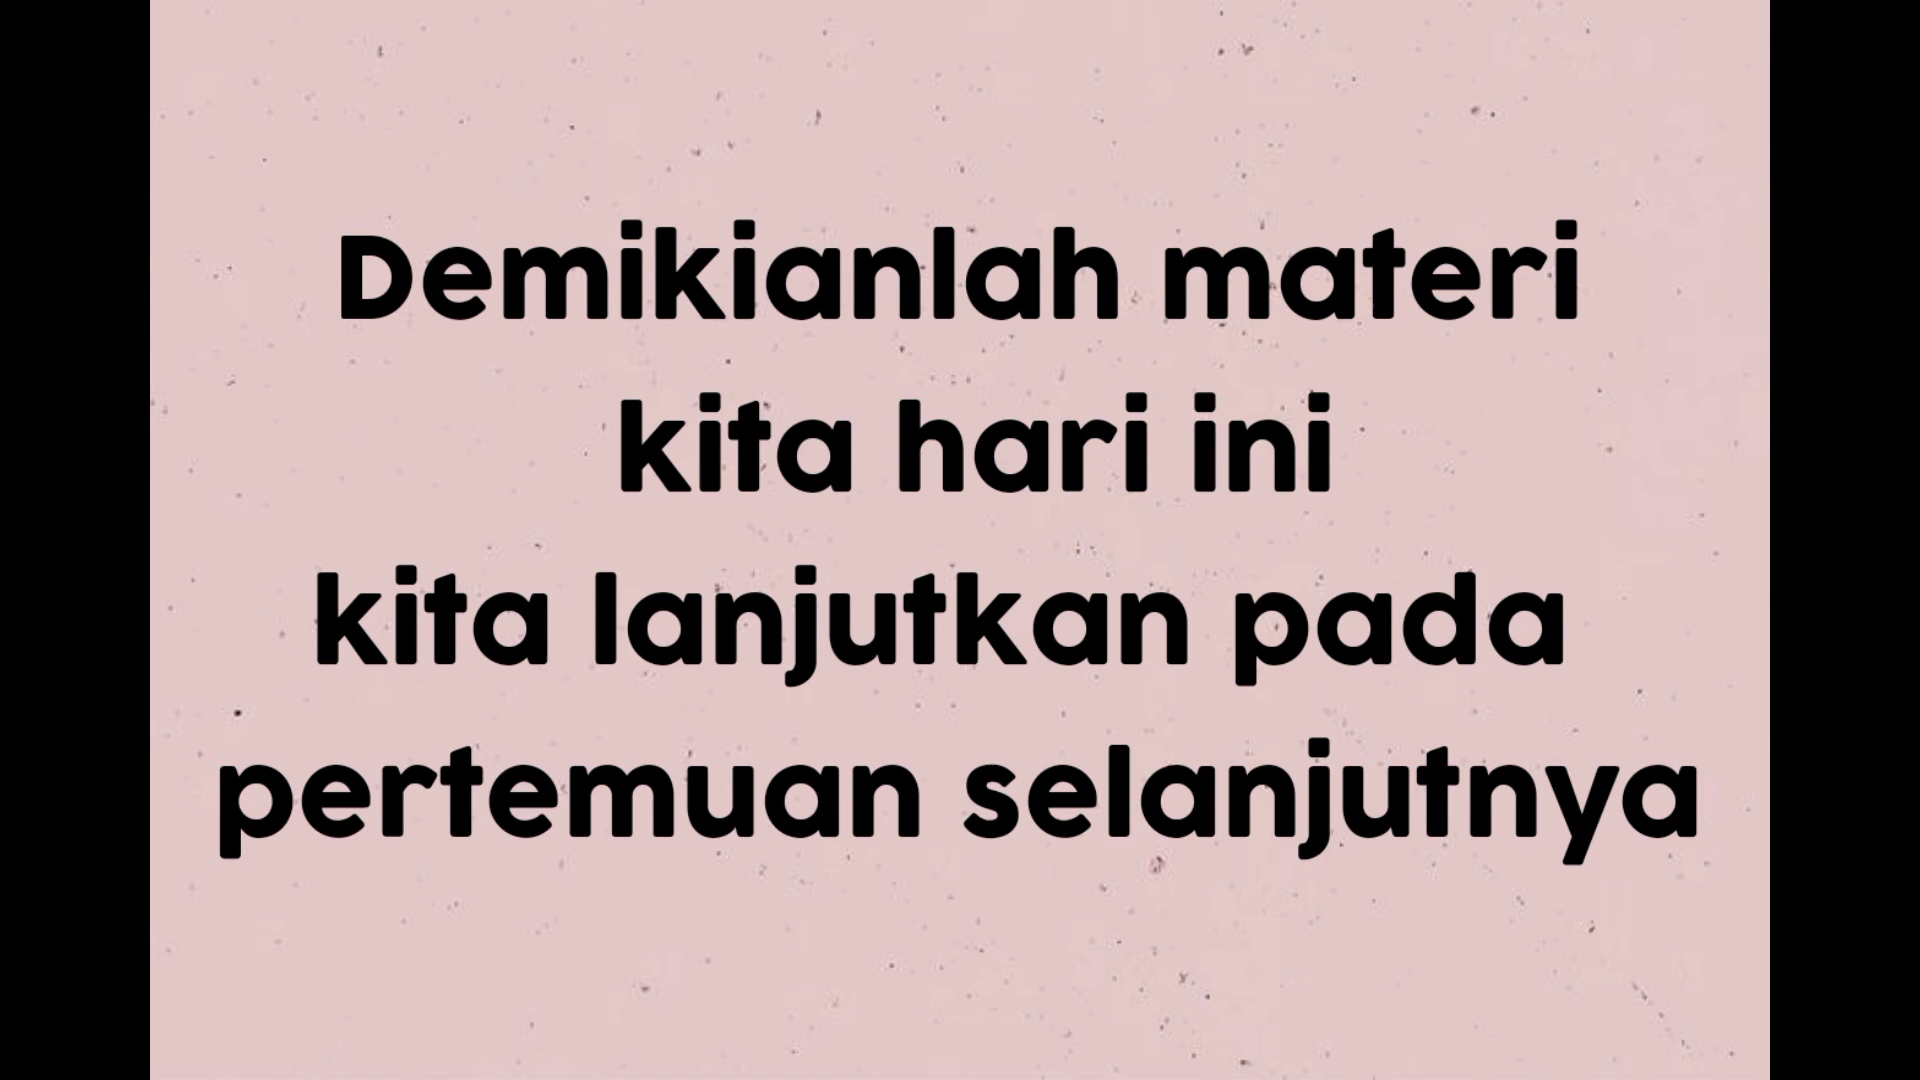 Demikianlah materi
kita hari ini
kita lanjutkan pada
pertemuan selanjutnya